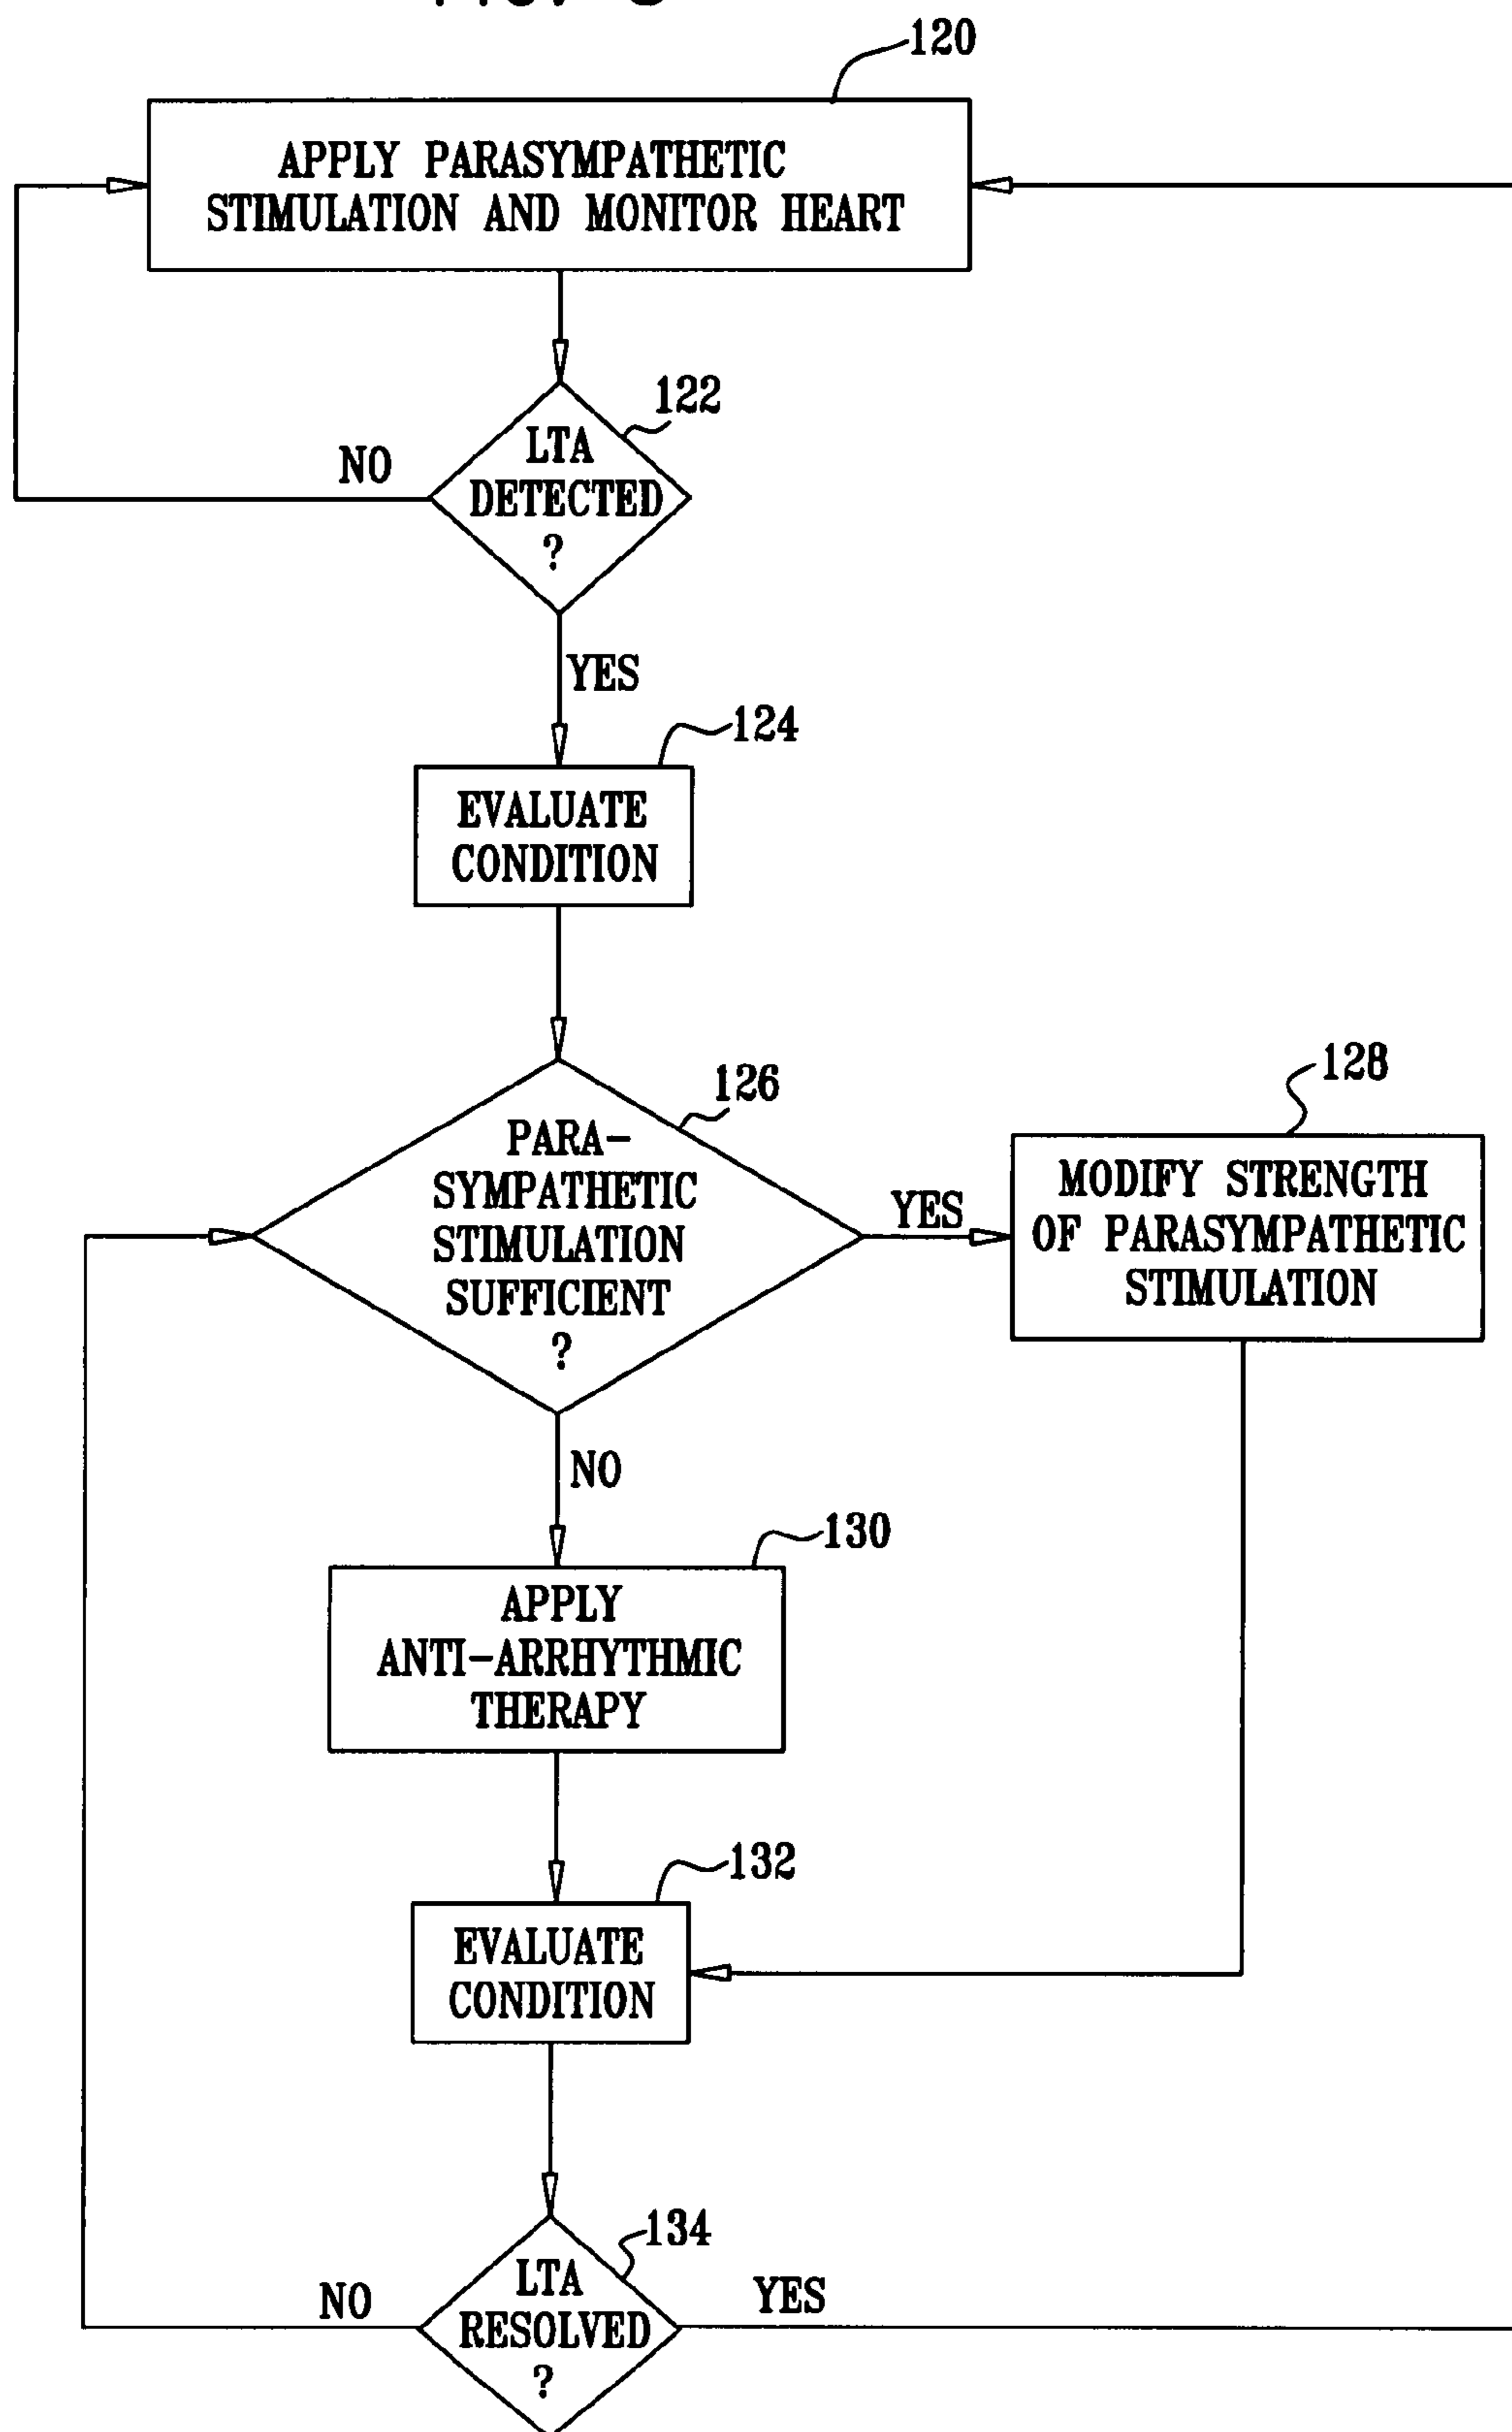 120
APPLY PARASYMPATHETIC
STIMULATION AND MONITOR HEART
122
LTA
DETECTED
?
NO
YES
124
EVALUATE
CONDITION
126
PARA-
SYMPATHETIC
STIMULATION
SUFFICIENT
?
YES
128
MODIFY STRENGTH
OF PARASYMPATHETIC
STIMULATION
NO
130
APPLY
ANTI-ARRHYTHMIC
THERAPY
132
EVALUATE
CONDITION
134
LTA
RESOLVED
?
NO
YES